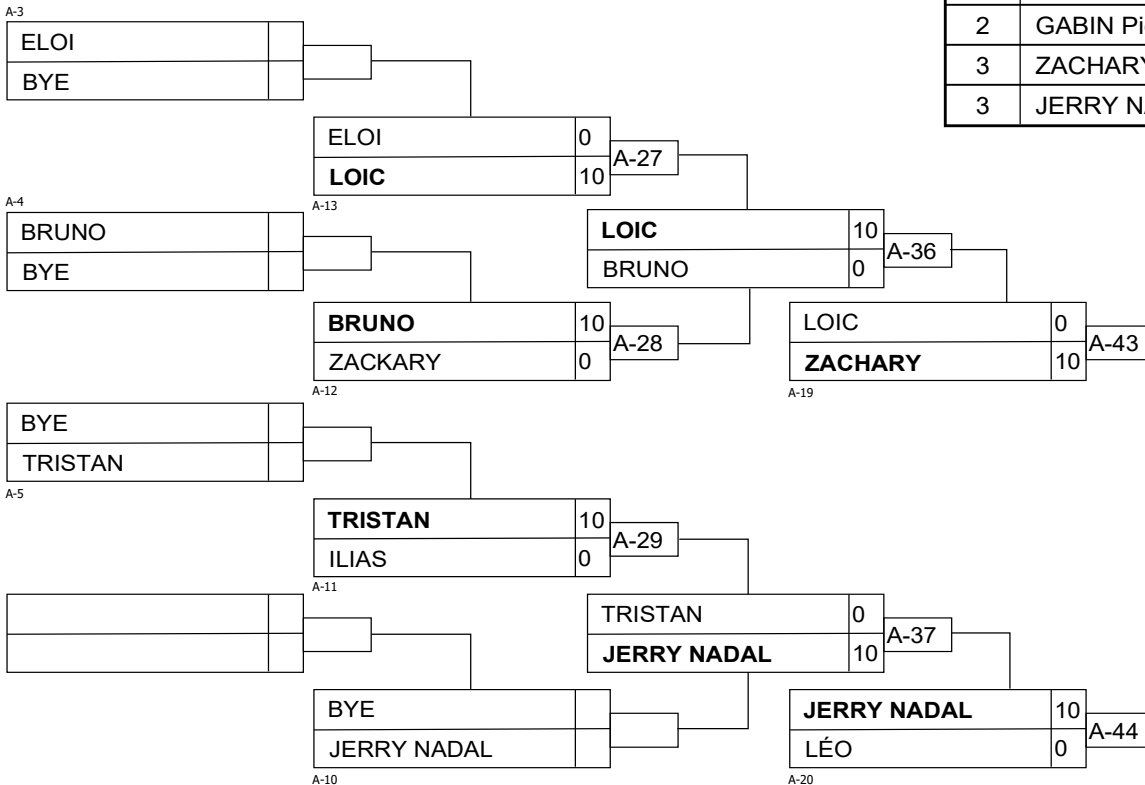 A-3
ELOI
BYE
2 GABIN
3 ZACHARY
3 JERRY
ELOI 0
LOIC 10
A-27
A-13
A-4
BRUNO
BYE
LOIC 10
BRUNO 0
A-36
BRUNO 10
ZACKARY 0
A-28
A-12
LOIC 0
ZACHARY 10
A-43
A-19
BYE
TRISTAN
A-5
TRISTAN 10
ILIAS 0
A-29
A-11
TRISTAN 0
JERRY NADAL 10
A-37
BYE
JERRY NADAL
A-10
JERRY NADAL 10
LÉO 0
A-44
A-20